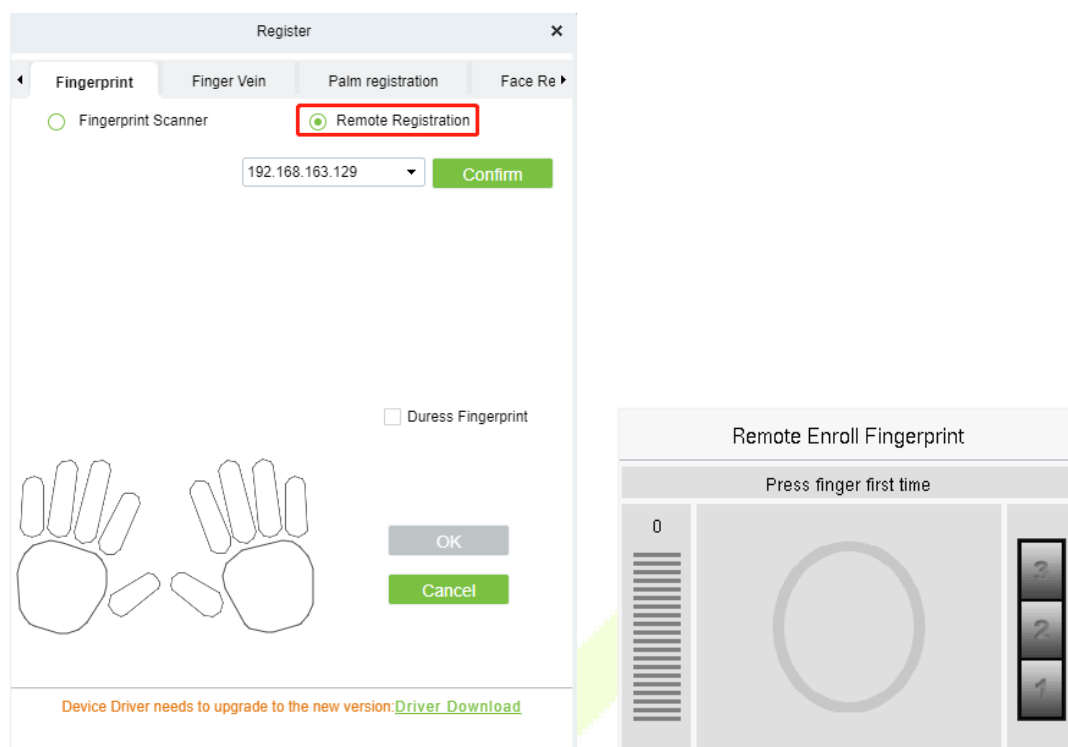 Register ×
Fingerprint Finger Vein Palm registration Face Re
Fingerprint Scanner Remote Registration
192.168.163.129 Confirm
Duress Fingerprint
OK
Cancel
Device Driver needs to upgrade to the new version:Driver Download
Remote Enroll Fingerprint
Press finger first time
0
3
2
1